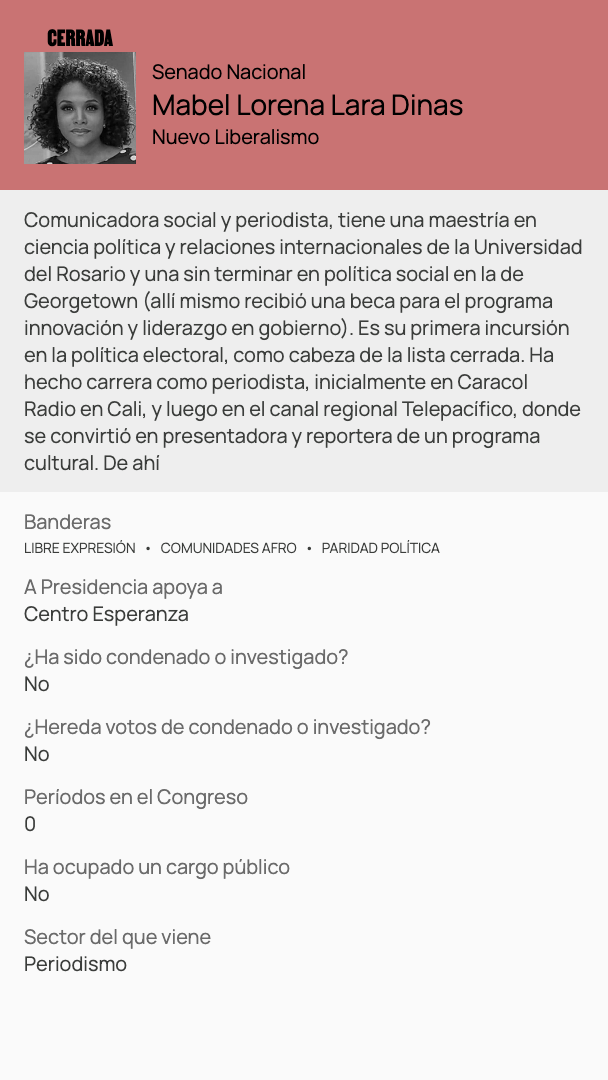 CERRADA
Senado Nacional
Mabel Lorena Lara Dinas
Nuevo Liberalismo
Comunicadora social y periodista, tiene una maestría en
ciencia política y relaciones internacionales de la Universidad
del Rosario y una sin terminar en política social en la de
Georgetown (allí mismo recibió una beca para el programa
innovación y liderazgo en gobierno). Es su primera incursión
en la política electoral, como cabeza de la lista cerrada. Ha
hecho carrera como periodista, inicialmente en Caracol
Radio en Cali, y luego en el canal regional Telepacífico, donde
se convirtió en presentadora y reportera de un programa
cultural. De ahí
Banderas
LIBRE EXPRESIÓN • COMUNIDADES AFRO • PARIDAD POLÍTICA
A Presidencia apoya a
Centro Esperanza
¿Ha sido condenado o investigado?
No
¿Hereda votos de condenado o investigado?
No
Períodos en el Congreso
0
Ha ocupado un cargo público
No
Sector del que viene
Periodismo